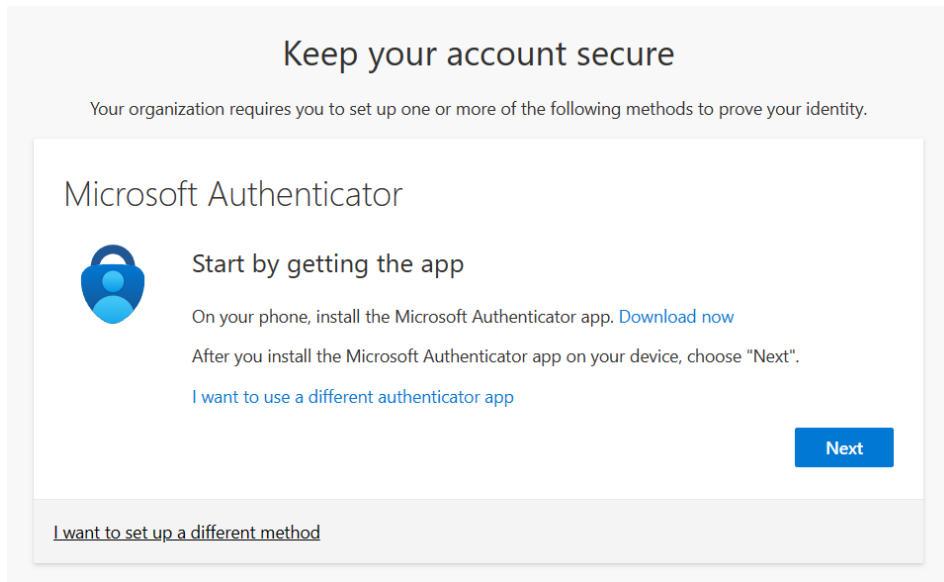 Keep your account secure
Your organization requires you to set up one or more of the following methods to prove your identity.
Microsoft Authenticator
Start by getting the app
On your phone, install the Microsoft Authenticator app. Download now
After you install the Microsoft Authenticator app on your device, choose "Next".
I want to use a different authenticator app
Next
I want to set up a different method